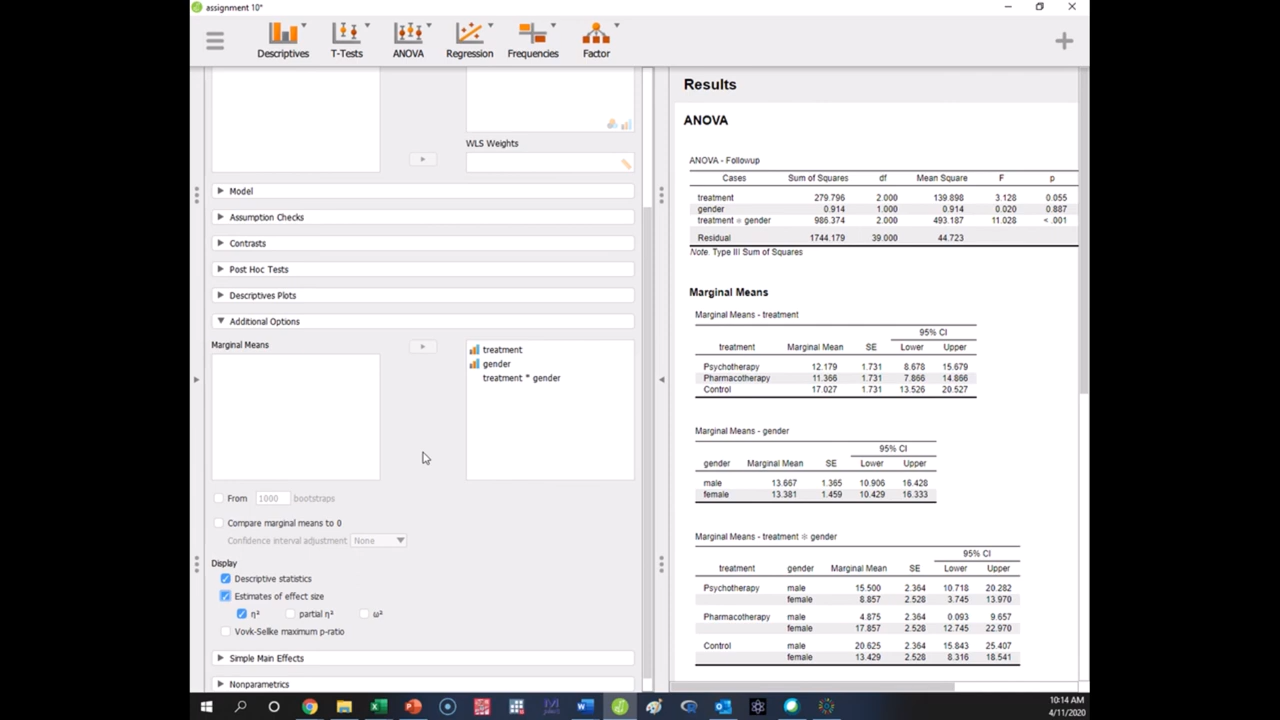 assignment 10*
Descriptives T-Tests ANOVA Regression Frequencies Factor
WLS Weights
Model
Assumption Checks
Contrasts
Post Hoc Tests
Descriptives Plots
Additional Options
Marginal Means
treatment
gender
treatment * gender
From 1000 bootstraps
Compare marginal means to 0
Confidence interval adjustment None
Display
Descriptive statistics
Estimates of effect size
η² partial η² ω²
Vovk-Sellke maximum p-ratio
Simple Main Effects
Nonparametrics
Results
ANOVA
ANOVA - Followup
Cases Sum of Squares df Mean Square F p
treatment 279.796 2.000 139.898 3.128 0.055
gender 0.914 1.000 0.914 0.020 0.887
treatment ✻ gender 986.374 2.000 493.187 11.028 < .001
Residual 1744.179 39.000 44.723
Note. Type III Sum of Squares
Marginal Means
Marginal Means - treatment
95% CI
treatment Marginal Mean SE Lower Upper
Psychotherapy 12.179 1.731 8.678 15.679
Pharmacotherapy 11.366 1.731 7.866 14.866
Control 17.027 1.731 13.526 20.527
Marginal Means - gender
95% CI
gender Marginal Mean SE Lower Upper
male 13.667 1.365 10.906 16.428
female 13.381 1.459 10.429 16.333
Marginal Means - treatment ✻ gender
95% CI
treatment gender Marginal Mean SE Lower Upper
Psychotherapy male 15.500 2.364 10.718 20.282
female 8.857 2.528 3.745 13.970
Pharmacotherapy male 4.875 2.364 0.093 9.657
female 17.857 2.528 12.745 22.970
Control male 20.625 2.364 15.843 25.407
female 13.429 2.528 8.316 18.541
10:14 AM
4/11/2020